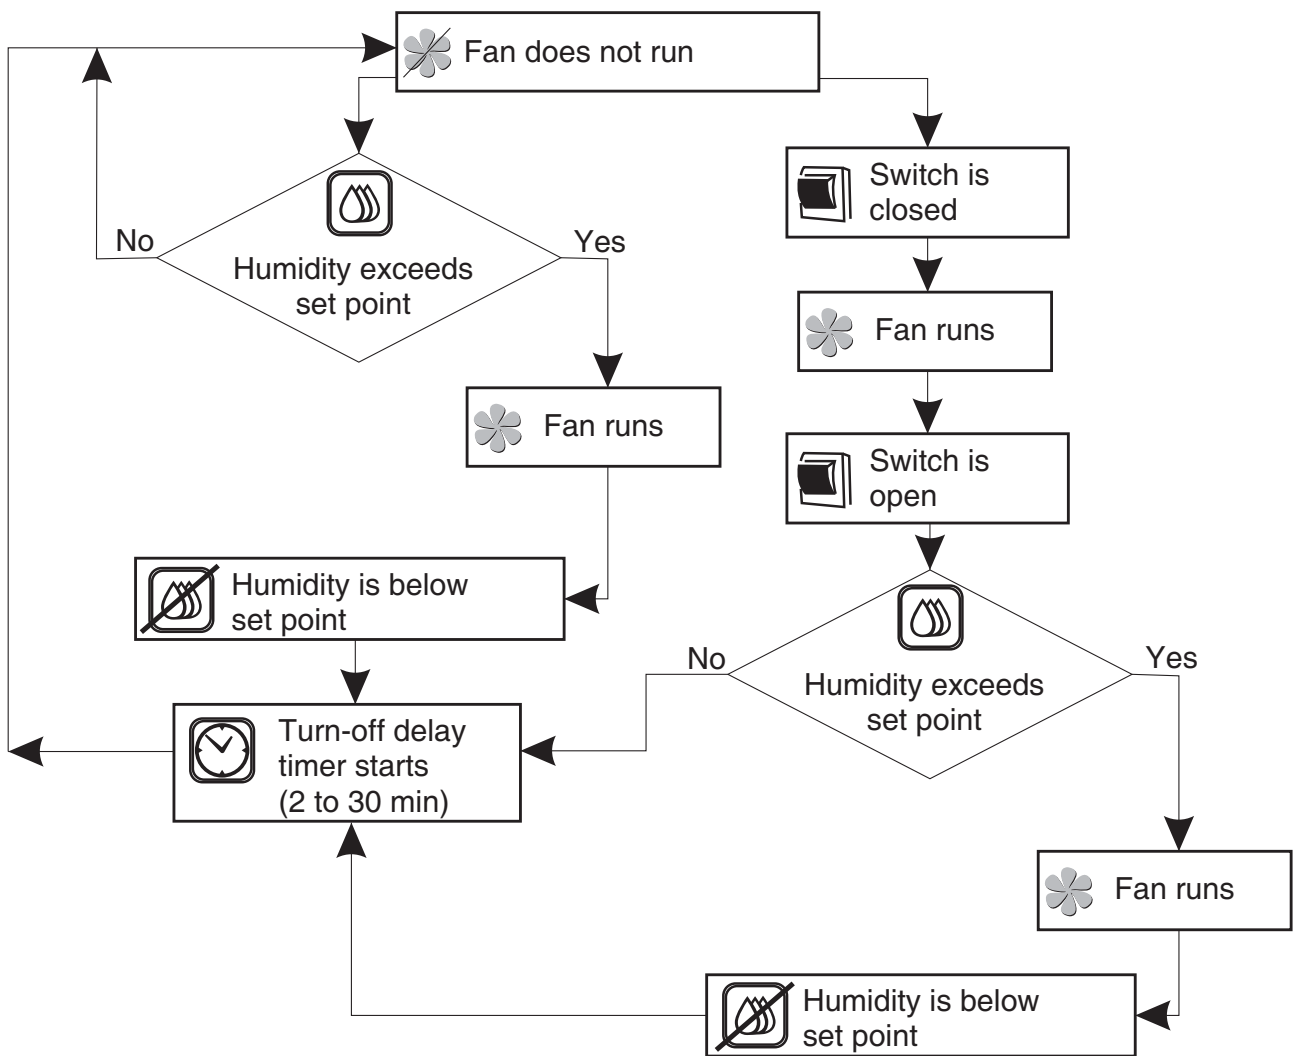 Fan does not run
Switch is
closed
No
Yes
Humidity exceeds
set point
Fan runs
Fan runs
Switch is
open
Humidity is below
set point
No
Yes
Humidity exceeds
set point
Turn-off delay
timer starts
(2 to 30 min)
Fan runs
Humidity is below
set point